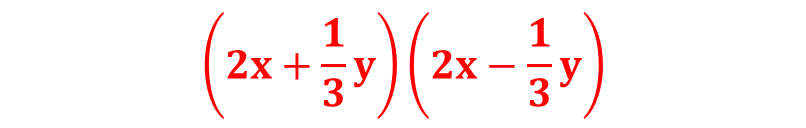 (2x + 1/3 y)(2x − 1/3 y)